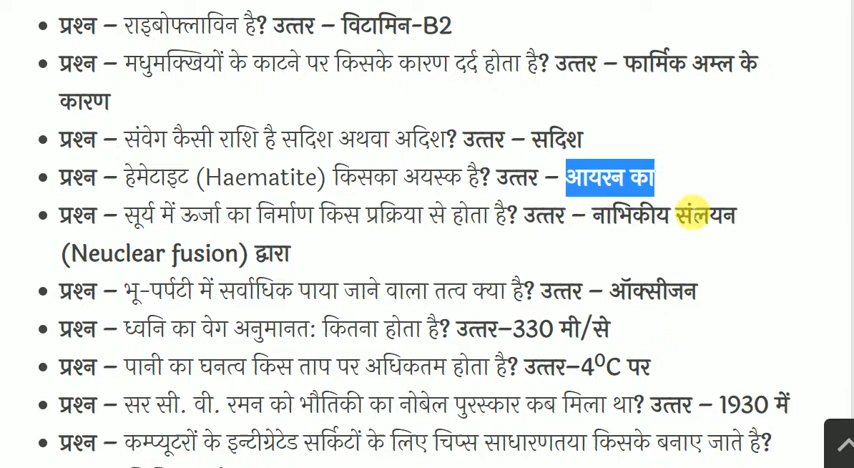 प्रश्न – राइबोफ्लाविन है? उत्तर – विटामिन-B2
प्रश्न – मधुमक्खियों के काटने पर किसके कारण दर्द होता है? उत्तर – फार्मिक अम्ल के
कारण
प्रश्न – संवेग कैसी राशि है सदिश अथवा अदिश? उत्तर – सदिश
प्रश्न – हेमेटाइट (Haematite) किसका अयस्क है? उत्तर – आयरन का
प्रश्न – सूर्य में ऊर्जा का निर्माण किस प्रक्रिया से होता है? उत्तर – नाभिकीय संलयन
(Neuclear fusion) द्वारा
प्रश्न – भू-पर्पटी में सर्वाधिक पाया जाने वाला तत्व क्या है? उत्तर – ऑक्सीजन
प्रश्न – ध्वनि का वेग अनुमानत: कितना होता है? उत्तर–330 मी/से
प्रश्न – पानी का घनत्व किस ताप पर अधिकतम होता है? उत्तर–4⁰C पर
प्रश्न – सर सी. वी. रमन को भौतिकी का नोबेल पुरस्कार कब मिला था? उत्तर – 1930 में
प्रश्न – कम्प्यूटरों के इन्टीग्रेटेड सर्किटों के लिए चिप्स साधारणतया किसके बनाए जाते है?